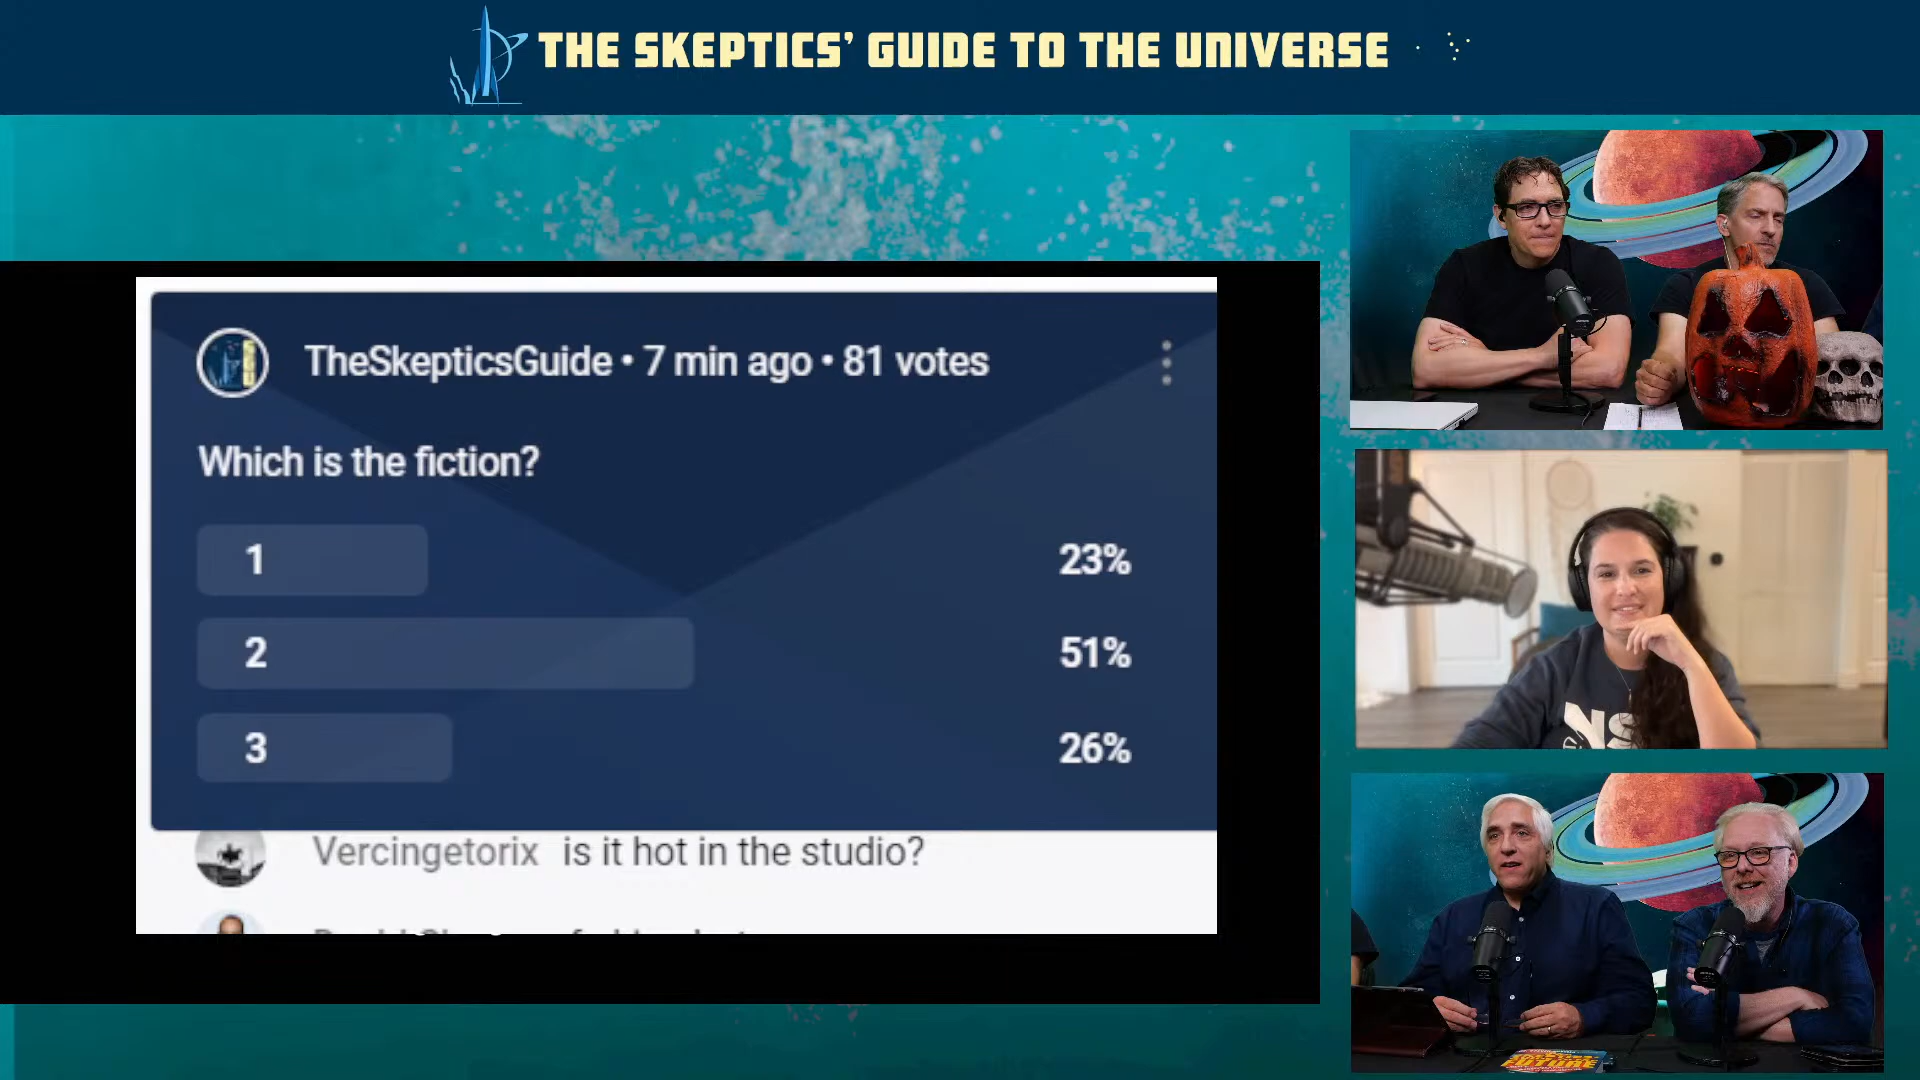 THE SKEPTICS' GUIDE TO THE UNIVERSE
TheSkepticsGuide • 7 min ago • 81 votes
Which is the fiction?
1 23%
2 51%
3 26%
Vercingetorix is it hot in the studio?
FUTURE